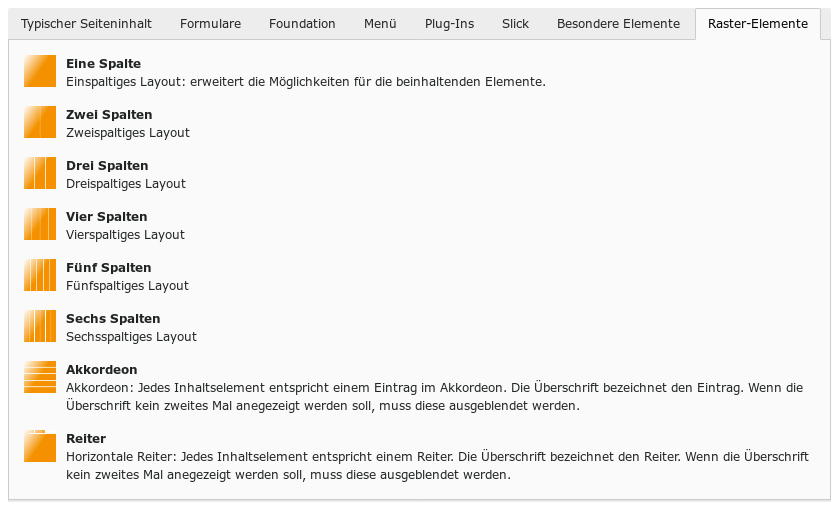 Typischer Seiteninhalt Formulare Foundation Menü Plug-Ins Slick Besondere Elemente Raster-Elemente
Eine Spalte
Einspaltiges Layout: erweitert die Möglichkeiten für die beinhaltenden Elemente.
Zwei Spalten
Zweispaltiges Layout
Drei Spalten
Dreispaltiges Layout
Vier Spalten
Vierspaltiges Layout
Fünf Spalten
Fünfspaltiges Layout
Sechs Spalten
Sechsspaltiges Layout
Akkordeon
Akkordeon: Jedes Inhaltselement entspricht einem Eintrag im Akkordeon. Die Überschrift bezeichnet den Eintrag. Wenn die
Überschrift kein zweites Mal anegezeigt werden soll, muss diese ausgeblendet werden.
Reiter
Horizontale Reiter: Jedes Inhaltselement entspricht einem Reiter. Die Überschrift bezeichnet den Reiter. Wenn die Überschrift
kein zweites Mal anegezeigt werden soll, muss diese ausgeblendet werden.